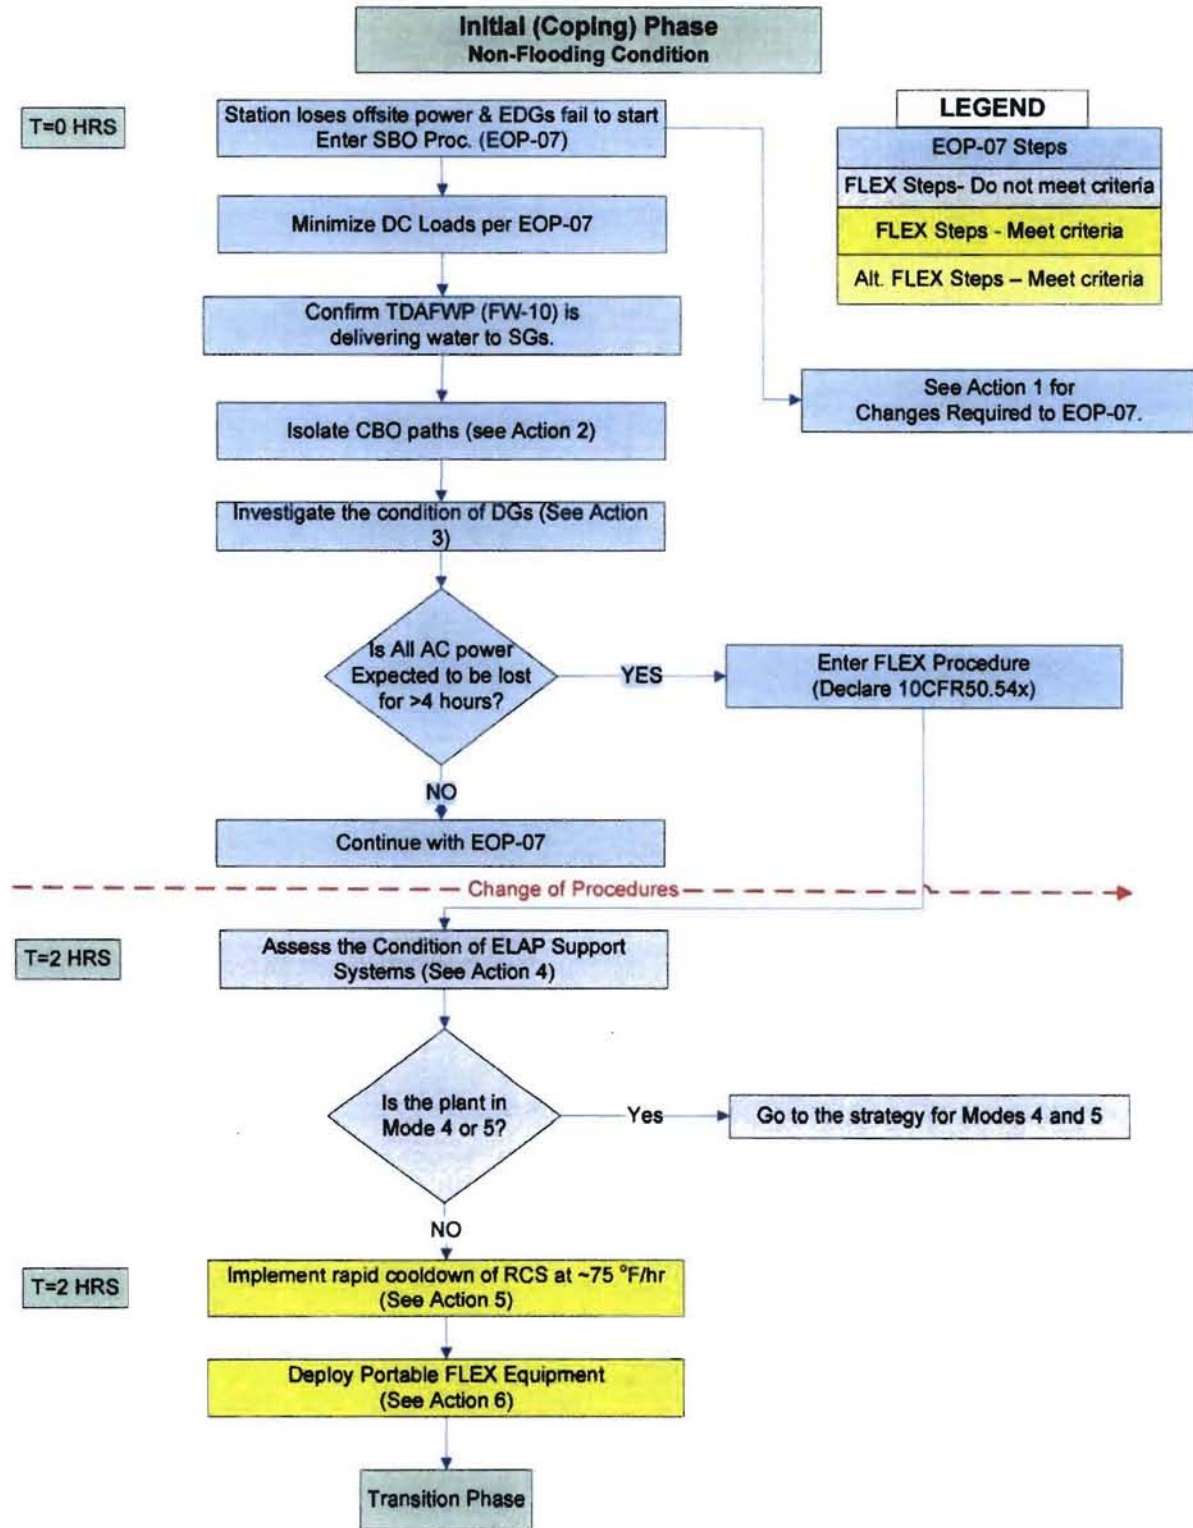 Initial (Coping) Phase
Non-Flooding Condition
T=0 HRS
Station loses offsite power & EDGs fail to start
Enter SBO Proc. (EOP-07)
LEGEND
EOP-07 Steps
FLEX Steps- Do not meet criteria
FLEX Steps - Meet criteria
Alt. FLEX Steps – Meet criteria
Minimize DC Loads per EOP-07
Confirm TDAFWP (FW-10) is
delivering water to SGs.
See Action 1 for
Changes Required to EOP-07.
Isolate CBO paths (see Action 2)
Investigate the condition of DGs (See Action
3)
Is All AC power
Expected to be lost
for >4 hours?
YES
Enter FLEX Procedure
(Declare 10CFR50.54x)
NO
Continue with EOP-07
Change of Procedures
T=2 HRS
Assess the Condition of ELAP Support
Systems (See Action 4)
Is the plant in
Mode 4 or 5?
Yes
Go to the strategy for Modes 4 and 5
NO
T=2 HRS
Implement rapid cooldown of RCS at ~75 °F/hr
(See Action 5)
Deploy Portable FLEX Equipment
(See Action 6)
Transition Phase